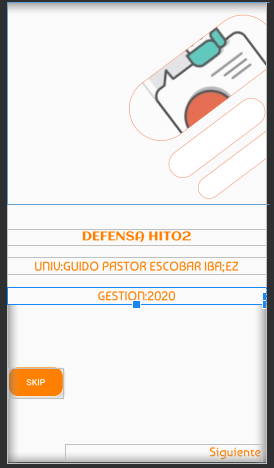 DEFENSA HITO2
UNIV:GUIDO PASTOR ESCOBAR IBA;EZ
GESTION:2020
SKIP
Siguiente